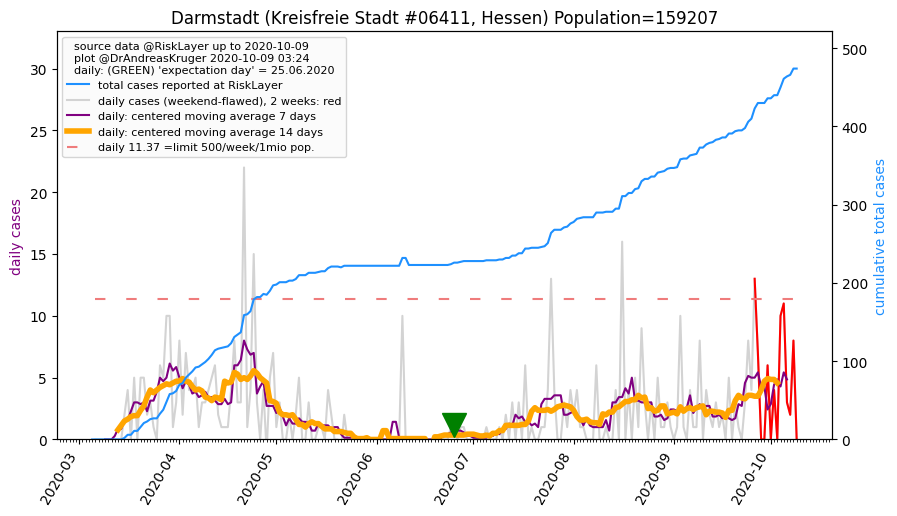 Darmstadt (Kreisfreie Stadt #06411, Hessen) Population=159207
source data @RiskLayer up to 2020-10-09
plot @DrAndreasKruger 2020-10-09 03:24
daily: (GREEN) 'expectation day' = 25.06.2020
total cases reported at RiskLayer
daily cases (weekend-flawed), 2 weeks: red
daily: centered moving average 7 days
daily: centered moving average 14 days
daily 11.37 =limit 500/week/1mio pop.
daily cases
30
25
20
15
10
5
0
cumulative total cases
500
400
300
200
100
0
2020-03
2020-04
2020-05
2020-06
2020-07
2020-08
2020-09
2020-10